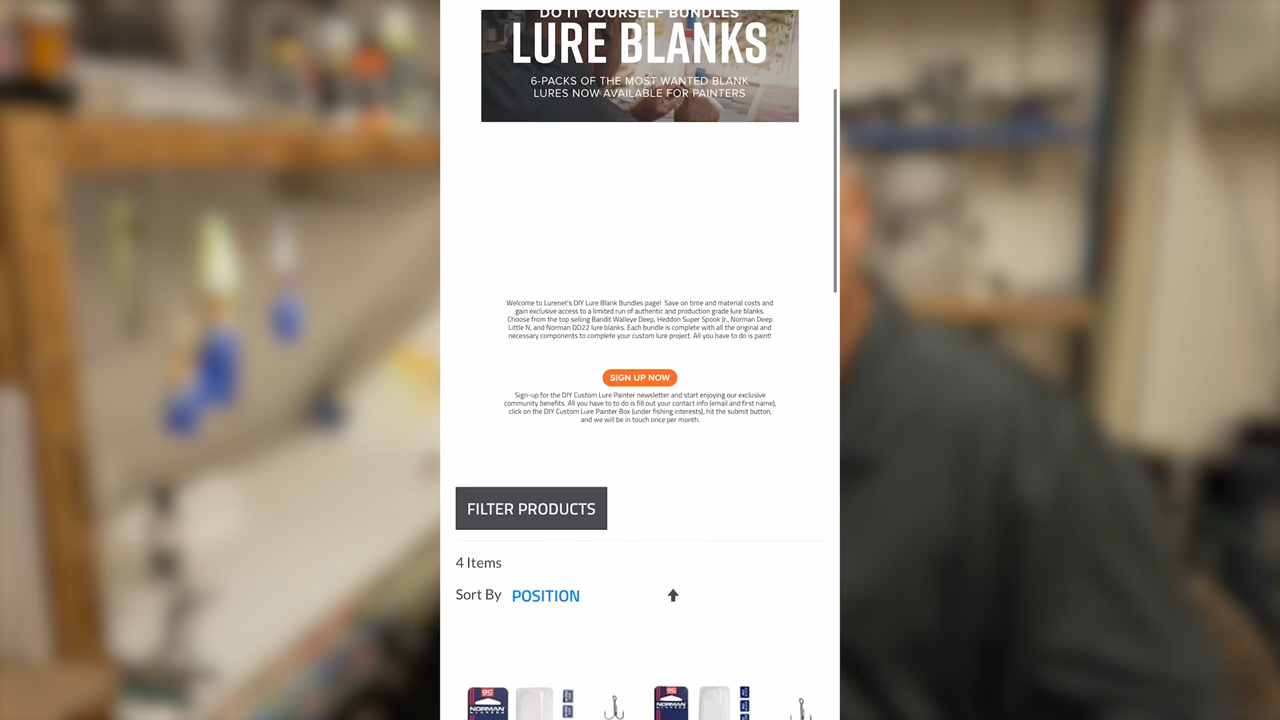 DO IT YOURSELF BUNDLES
LURE BLANKS
6-PACKS OF THE MOST WANTED BLANK
LURES NOW AVAILABLE FOR PAINTERS
Welcome to Lurenet's DIY Lure Blank Bundles page! Save on time and material costs and
gain exclusive access to a limited run of authentic and production grade lure blanks.
Choose from the top selling Bandit Walleye Deep, Heddon Super Spook Jr., Norman Deep
Little N, and Norman DD22 lure blanks. Each bundle is complete with all the original and
necessary components to complete your custom lure project. All you have to do is paint!
SIGN UP NOW
Sign-up for the DIY Custom Lure Painter newsletter and start enjoying our exclusive
community benefits. All you have to to do is fill out your contact info (email and first name),
click on the DIY Custom Lure Painter Box (under fishing interests), hit the submit button,
and we will be in touch once per month.
FILTER PRODUCTS
4 Items
Sort By POSITION
NORMAN
NORMAN